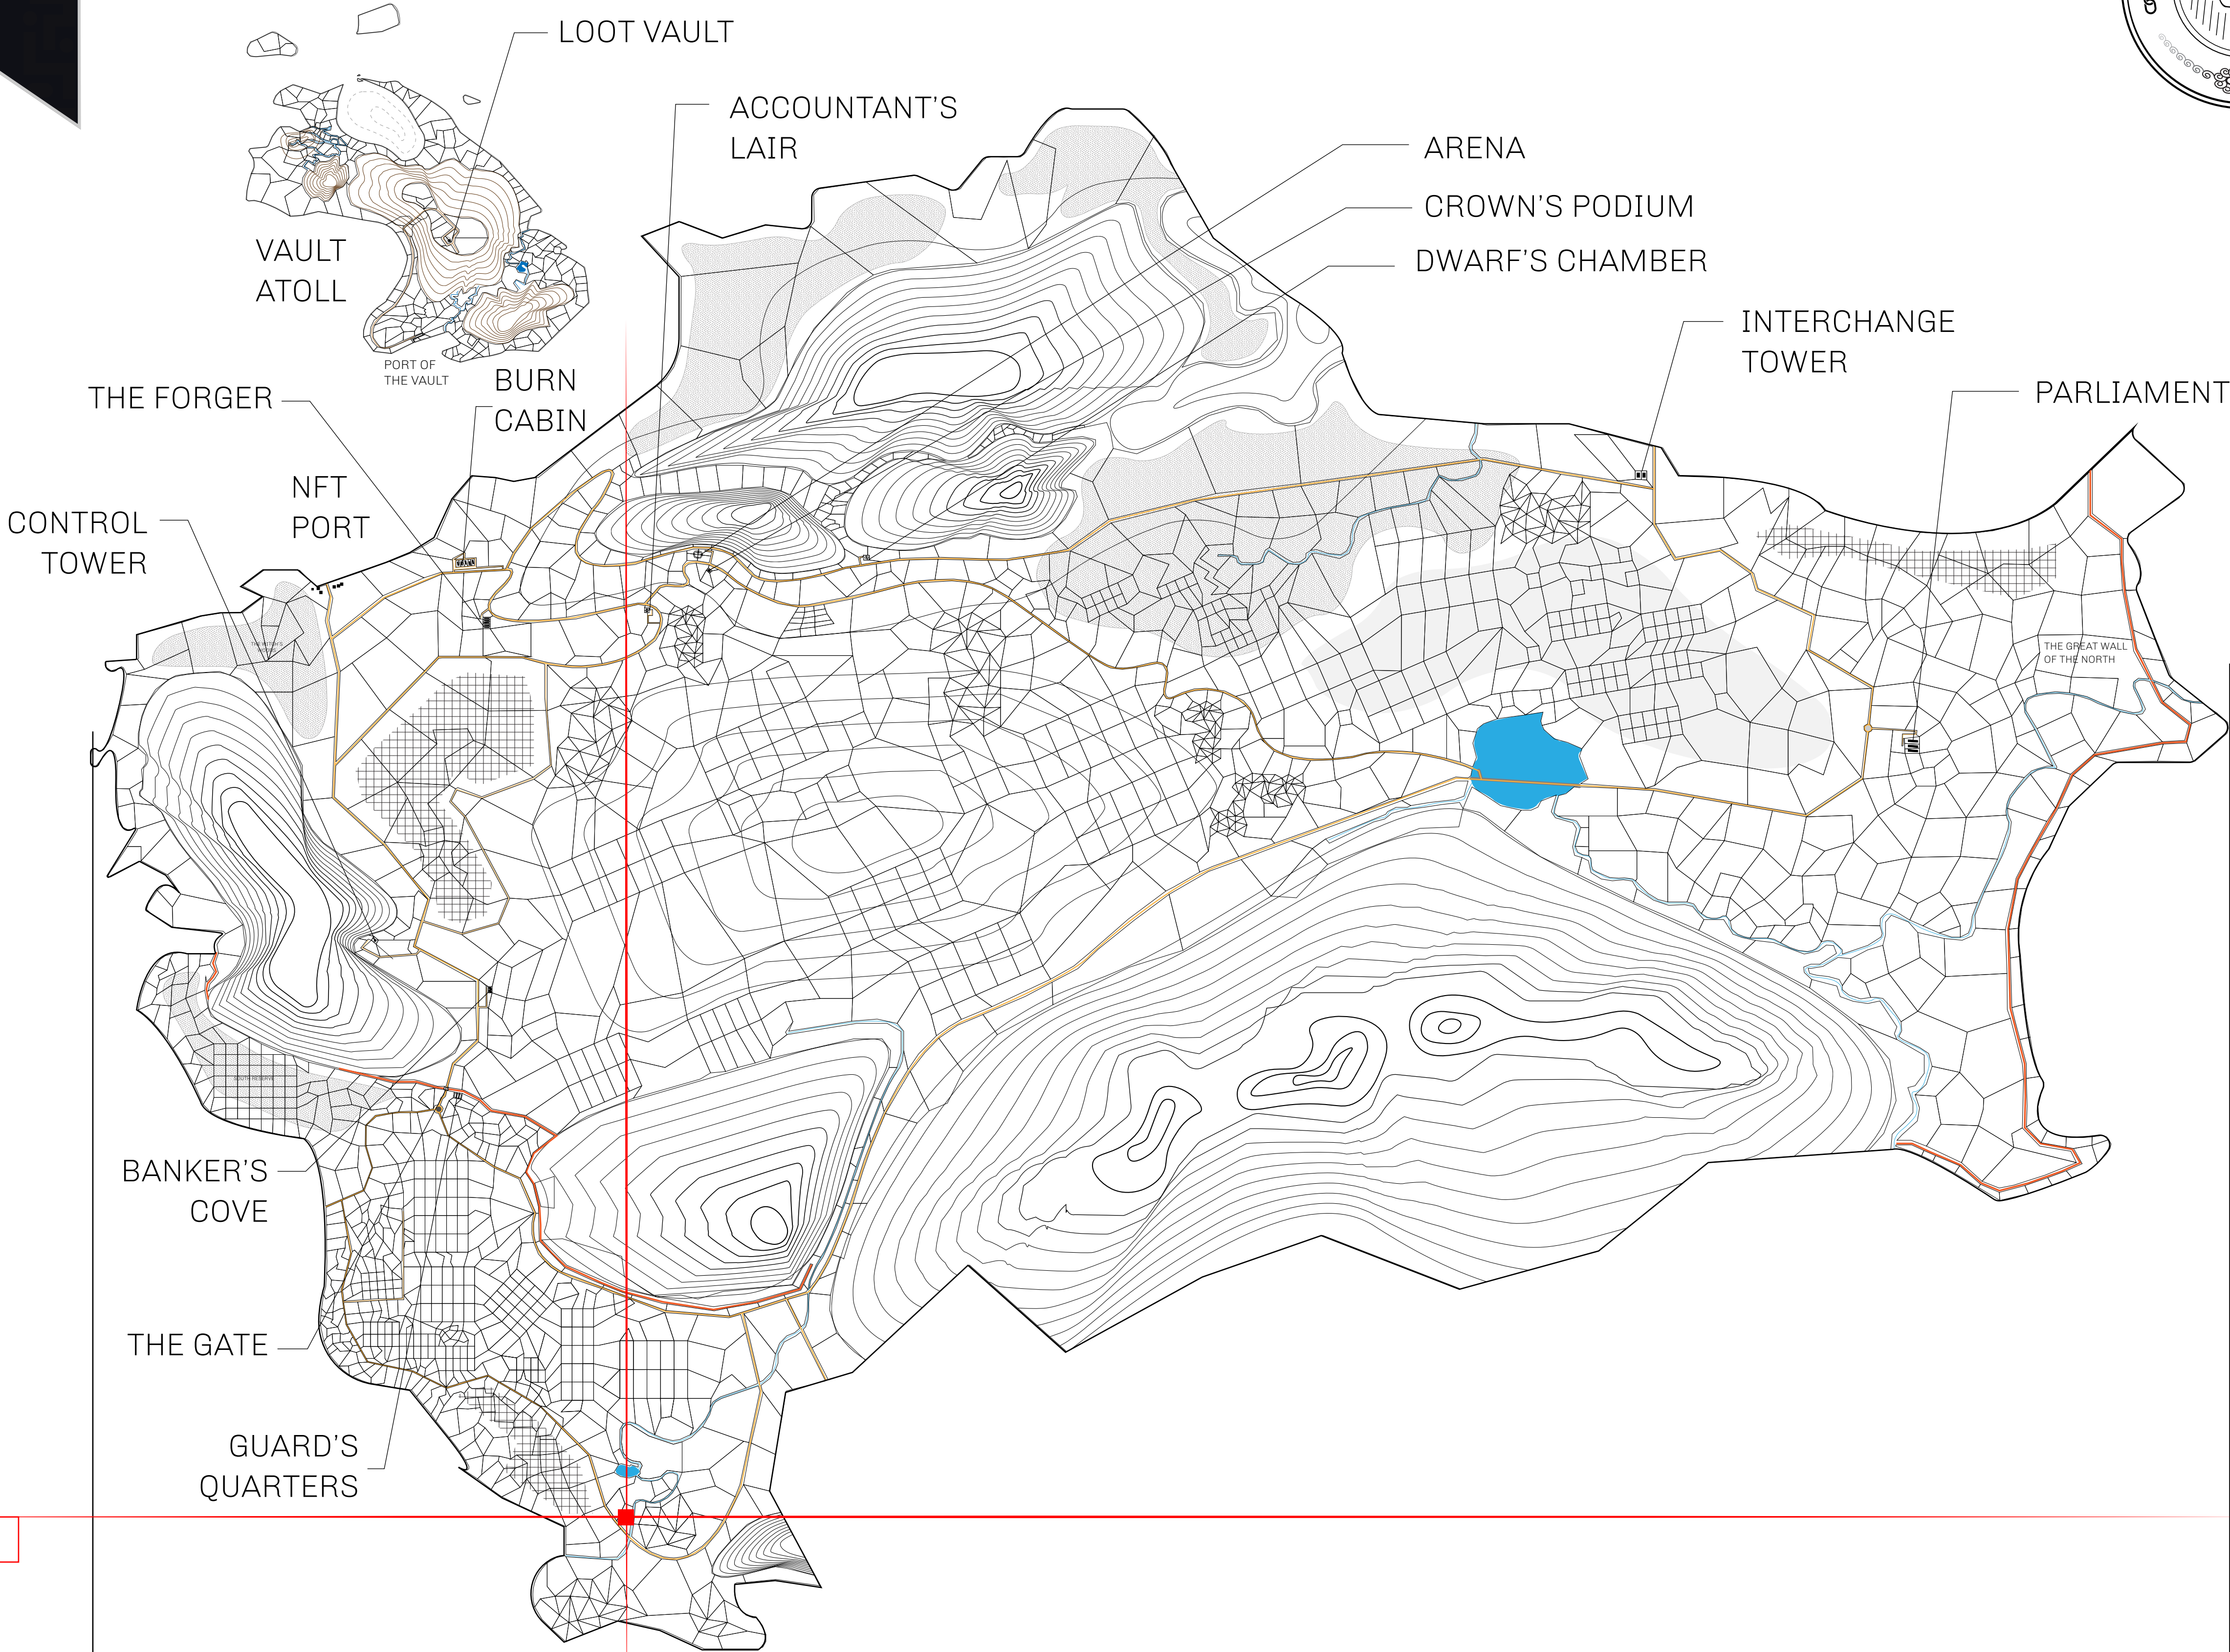 LOOT VAULT
ACCOUNTANT'S
LAIR
ARENA
CROWN'S PODIUM
DWARF'S CHAMBER
VAULT
ATOLL
INTERCHANGE
TOWER
PORT OF
THE VAULT
BURN
CABIN
THE FORGER
PARLIAMENT
NFT
PORT
CONTROL
TOWER
THE GREAT WALL
OF THE NORTH
SOUTH RESERVE
BANKER'S
COVE
THE GATE
GUARD'S
QUARTERS